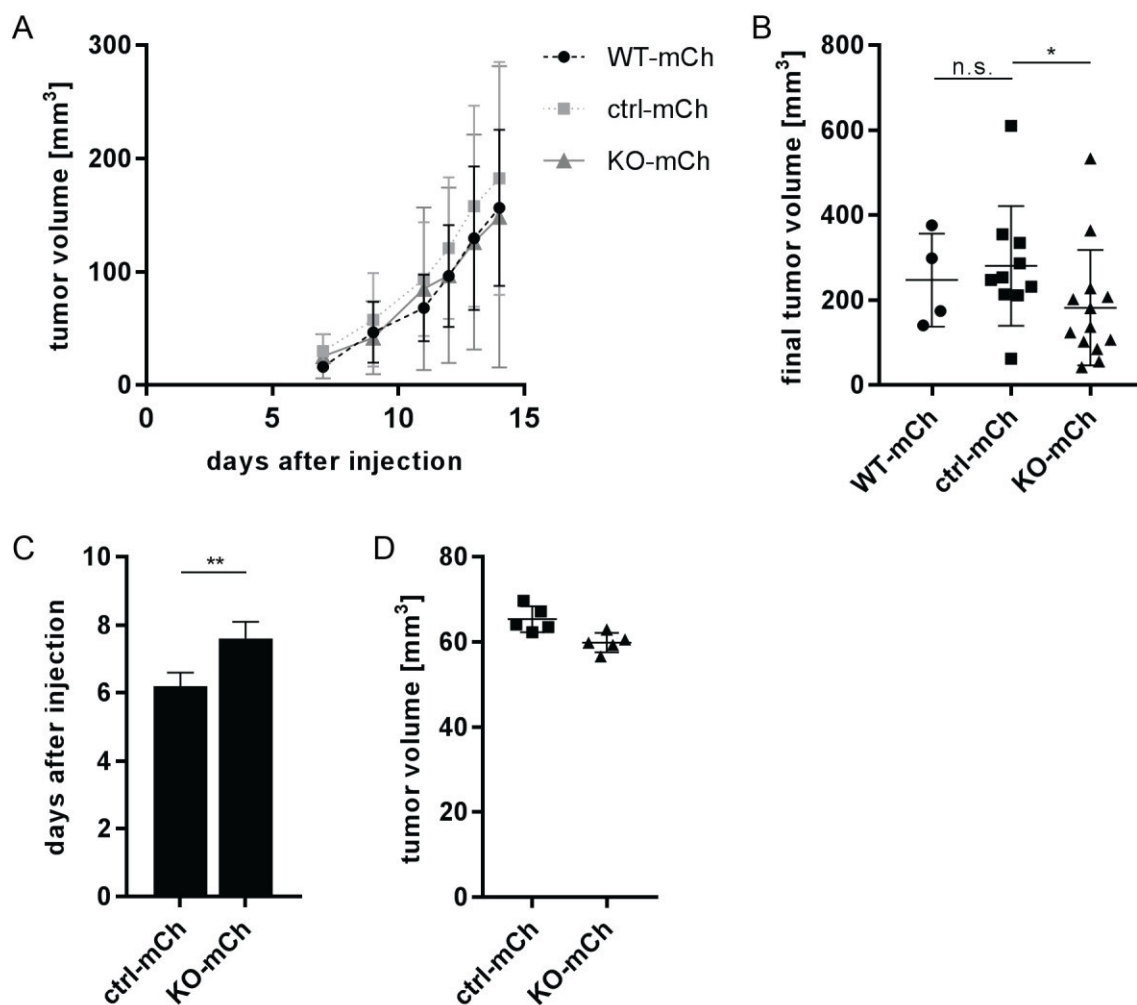 A
tumor volume [mm³]
300
200
100
0
0
5
10
15
days after injection
WT-mCh
ctrl-mCh
KO-mCh
B
final tumor volume [mm³]
800
600
400
200
0
n.s.
*
WT-mCh
ctrl-mCh
KO-mCh
C
days after injection
10
8
6
4
2
0
**
ctrl-mCh
KO-mCh
D
tumor volume [mm³]
80
60
40
20
0
ctrl-mCh
KO-mCh